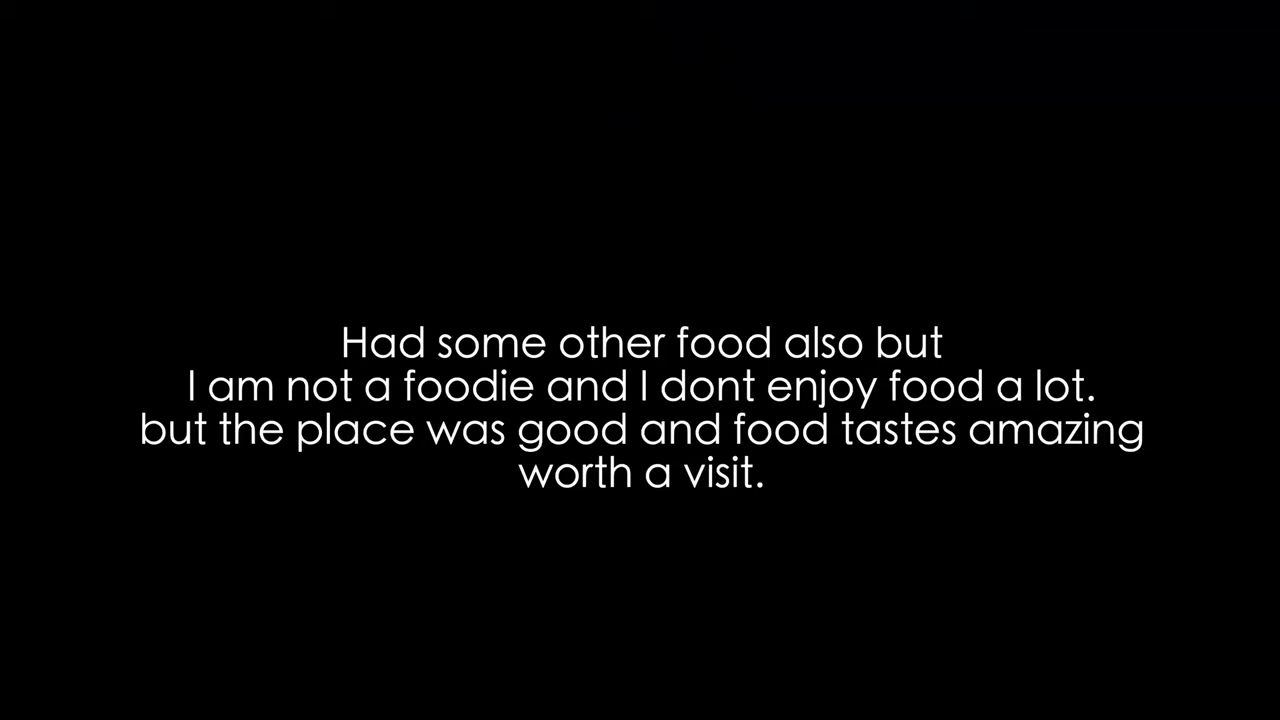 Had some other food also but
I am not a foodie and I dont enjoy food a lot.
but the place was good and food tastes amazing
worth a visit.